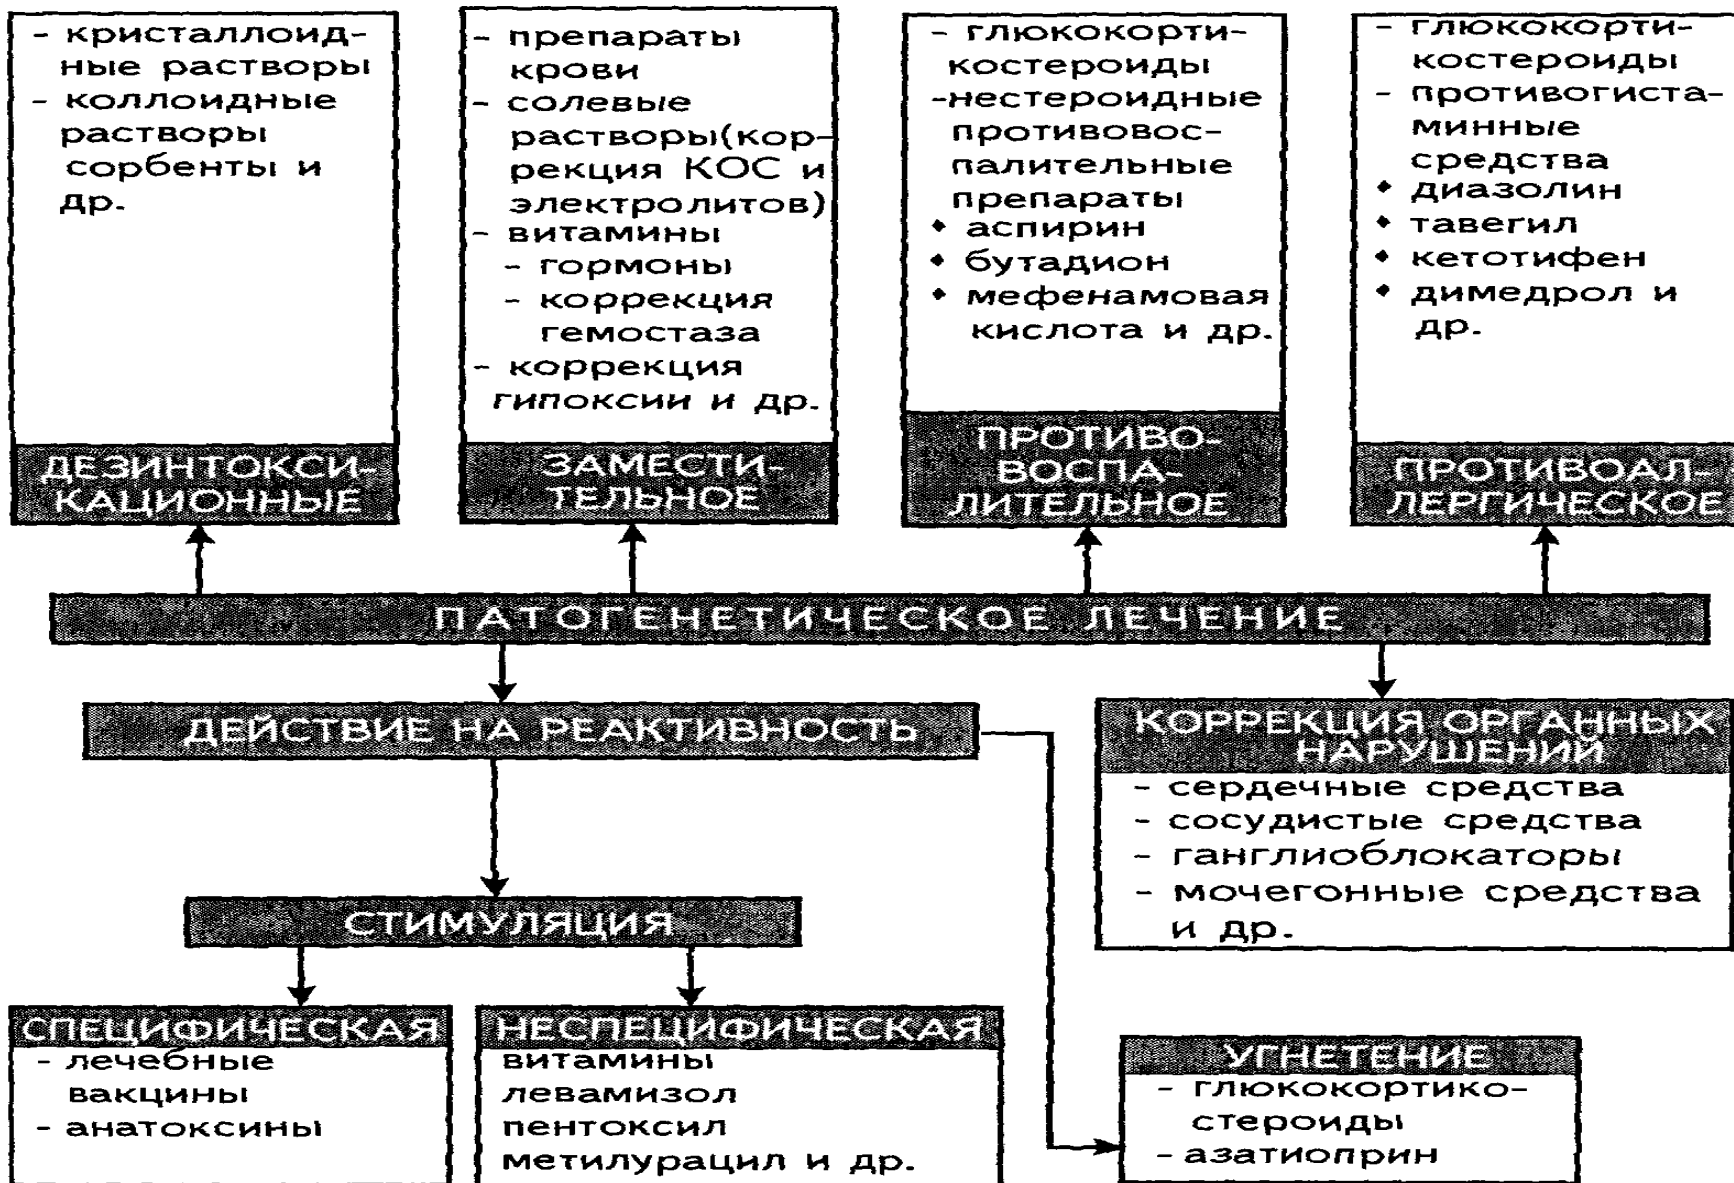 - кристаллоид-
ные растворы
- коллоидные
растворы
сорбенты и
др.
ДЕЗИНТОКСИ-
КАЦИОННЫЕ
- препараты
крови
- солевые
растворы(кор-
рекция КОС и
электролитов)
- витамины
- гормоны
- коррекция
гемостаза
- коррекция
гипоксии и др.
ЗАМЕСТИ-
ТЕЛЬНОЕ
- глюкокорти-
костероиды
-нестероидные
противовос-
палительные
препараты
♦ аспирин
♦ бутадион
♦ мефенамовая
кислота и др.
ПРОТИВО-
ВОСПА-
ЛИТЕЛЬНОЕ
- глюкокорти-
костероиды
- противогиста-
минные
средства
♦ диазолин
♦ тавегил
♦ кетотифен
♦ димедрол и
др.
ПРОТИВОАЛ-
ЛЕРГИЧЕСКОЕ
ПАТОГЕНЕТИЧЕСКОЕ ЛЕЧЕНИЕ
ДЕЙСТВИЕ НА РЕАКТИВНОСТЬ
КОРРЕКЦИЯ ОРГАННЫХ
НАРУШЕНИЙ
- сердечные средства
- сосудистые средства
- ганглиоблокаторы
- мочегонные средства
и др.
СТИМУЛЯЦИЯ
СПЕЦИФИЧЕСКАЯ
- лечебные
вакцины
- анатоксины
НЕСПЕЦИФИЧЕСКАЯ
витамины
левамизол
пентоксил
метилурацил и др.
УГНЕТЕНИЕ
- глюкокортико-
стероиды
- азатиоприн